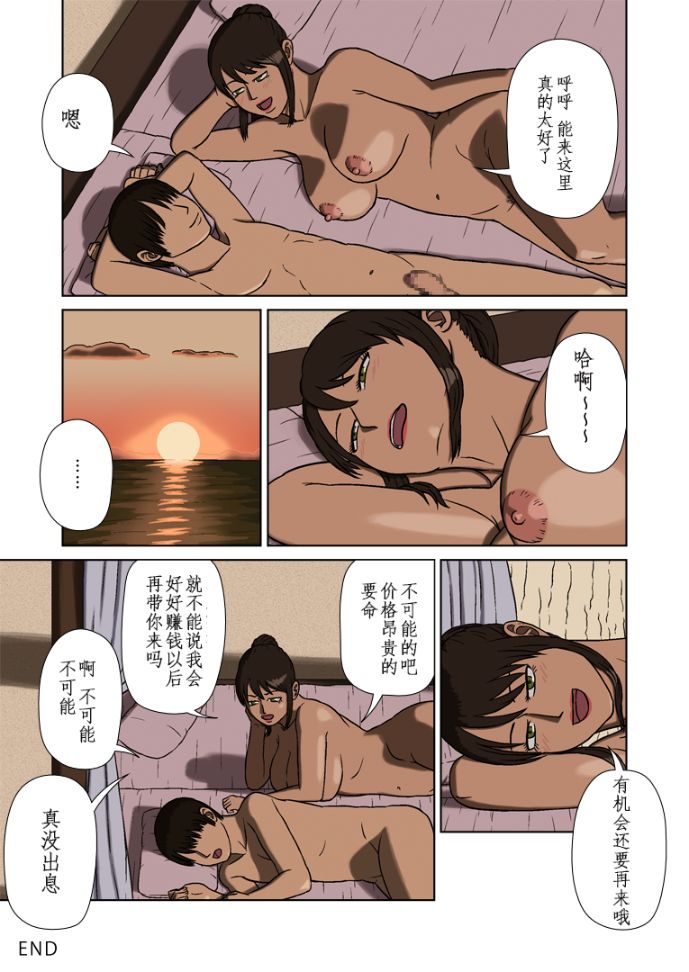 呼呼 能来这里
真的太好了
嗯
哈啊～～～
……
有机会还要再来哦
不可能的吧
价格昂贵的
要命
就不能说我会
好好赚钱以后
再带你来吗
啊 不可能
不可能
真没出息
END